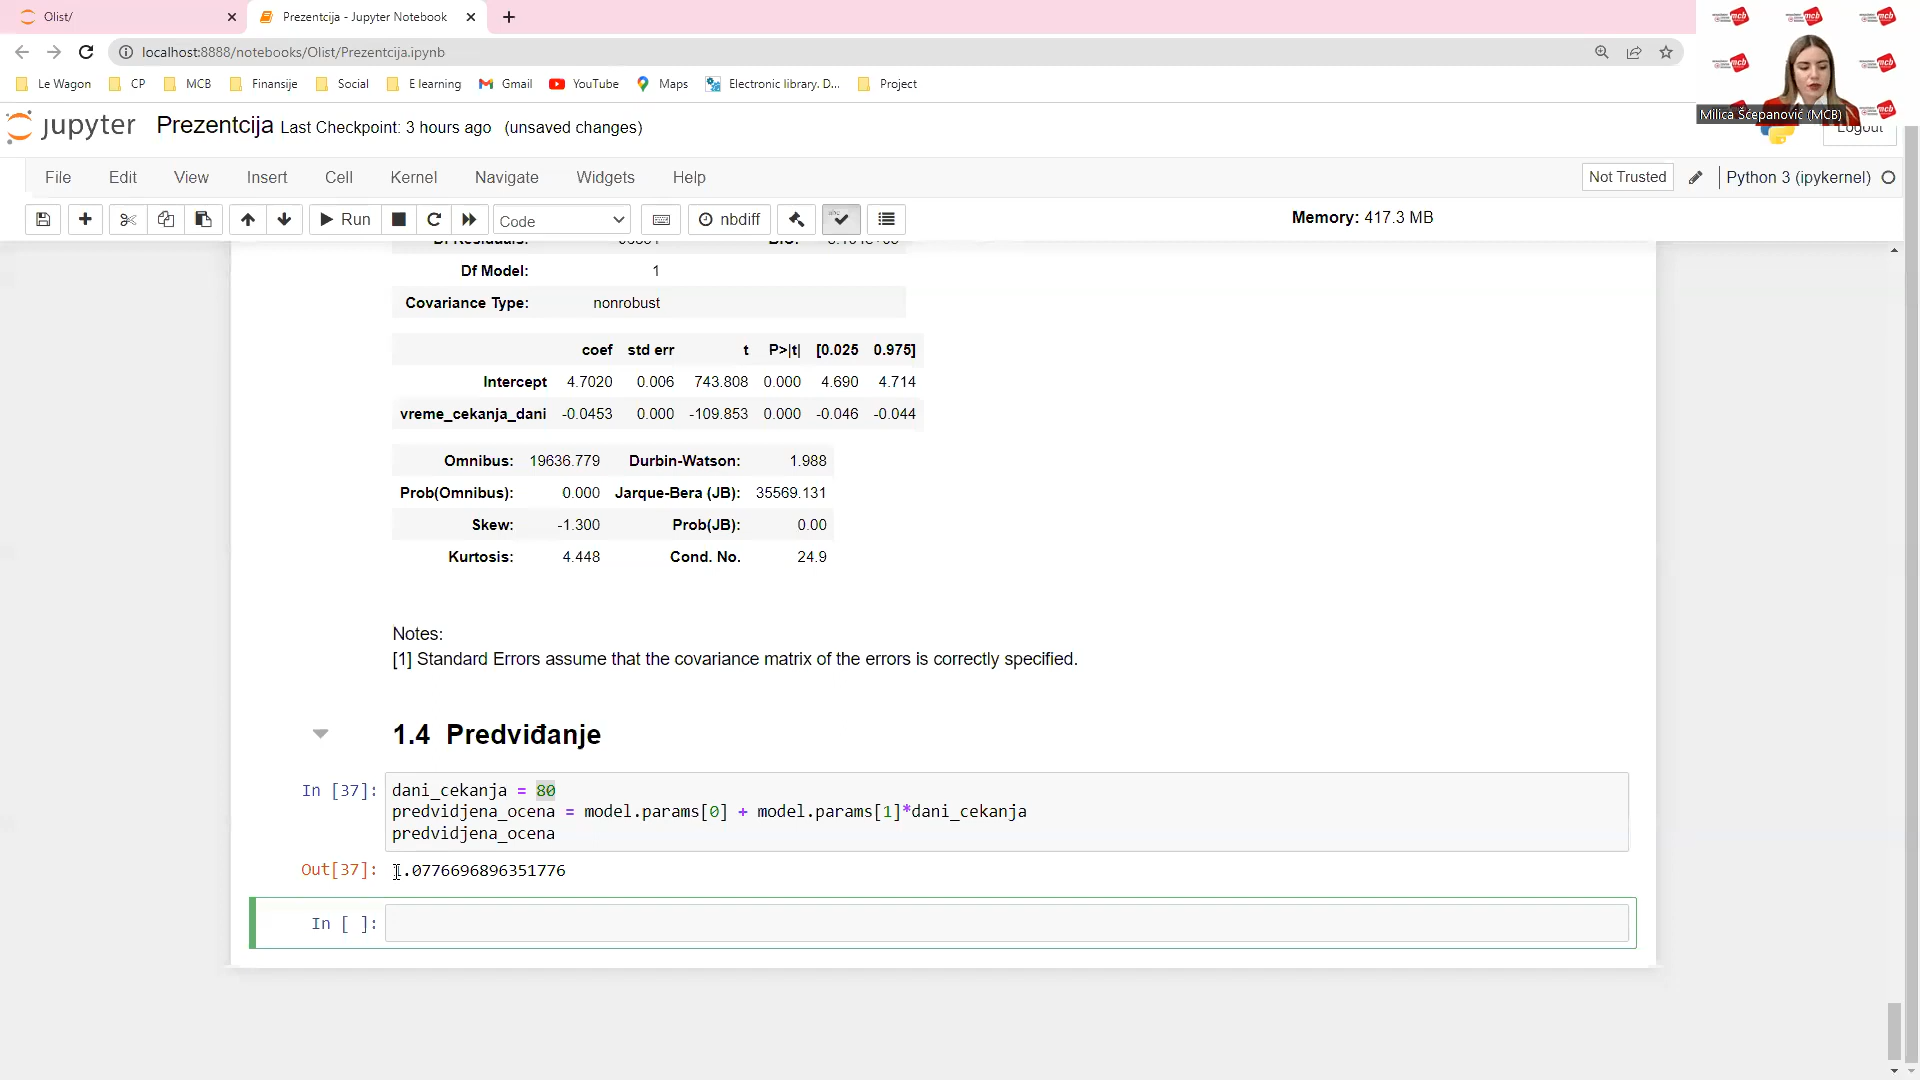 Olist/
Prezentcija - Jupyter Notebook
localhost:8888/notebooks/Olist/Prezentcija.ipynb
Le Wagon CP MCB Finansije Social E learning Gmail YouTube Maps Electronic library. D... Project
mcb
Milica Šćepanović (MCB)
jupyter Prezentcija Last Checkpoint: 3 hours ago (unsaved changes)
Logout
File Edit View Insert Cell Kernel Navigate Widgets Help Not Trusted Python 3 (ipykernel)
Run Code nbdiff Memory: 417.3 MB
Df Residuals: BIC:
Df Model: 1
Covariance Type: nonrobust
coef std err t P>|t| [0.025 0.975]
Intercept 4.7020 0.006 743.808 0.000 4.690 4.714
vreme_cekanja_dani -0.0453 0.000 -109.853 0.000 -0.046 -0.044
Omnibus: 19636.779 Durbin-Watson: 1.988
Prob(Omnibus): 0.000 Jarque-Bera (JB): 35569.131
Skew: -1.300 Prob(JB): 0.00
Kurtosis: 4.448 Cond. No. 24.9
Notes:
[1] Standard Errors assume that the covariance matrix of the errors is correctly specified.
1.4 Predviđanje
In [37]: dani_cekanja = 80
predvidjena_ocena = model.params[0] + model.params[1]*dani_cekanja
predvidjena_ocena
Out[37]: 1.0776696896351776
In [ ]: